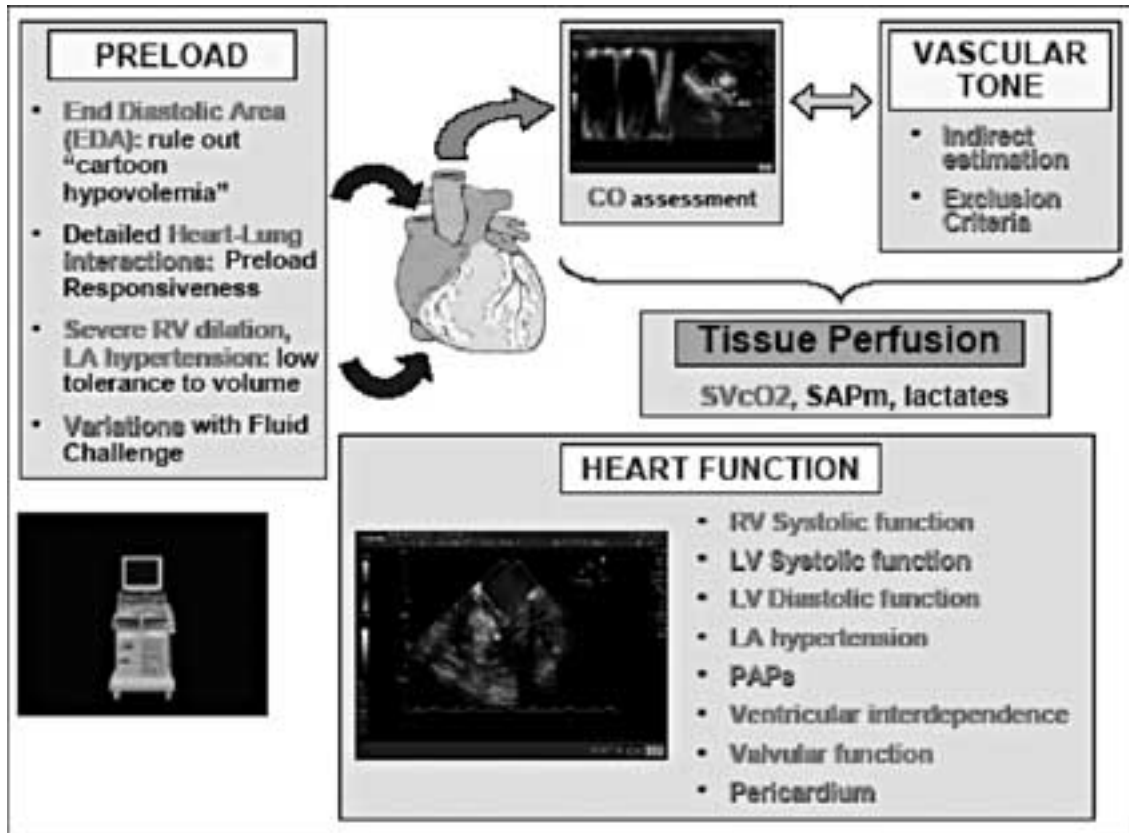 PRELOAD
• End Diastolic Area
(EDA): rule out
“cartoon
hypovolemia”
• Detailed Heart-Lung
Interactions: Preload
Responsiveness
• Severe RV dilation,
LA hypertension: low
tolerance to volume
• Variations with Fluid
Challenge
CO assessment
VASCULAR
TONE
• Indirect
estimation
• Exclusion
Criteria
Tissue Perfusion
SVcO2, SAPm, lactates
HEART FUNCTION
• RV Systolic function
• LV Systolic function
• LV Diastolic function
• LA hypertension
• PAPs
• Ventricular interdependence
• Valvular function
• Pericardium